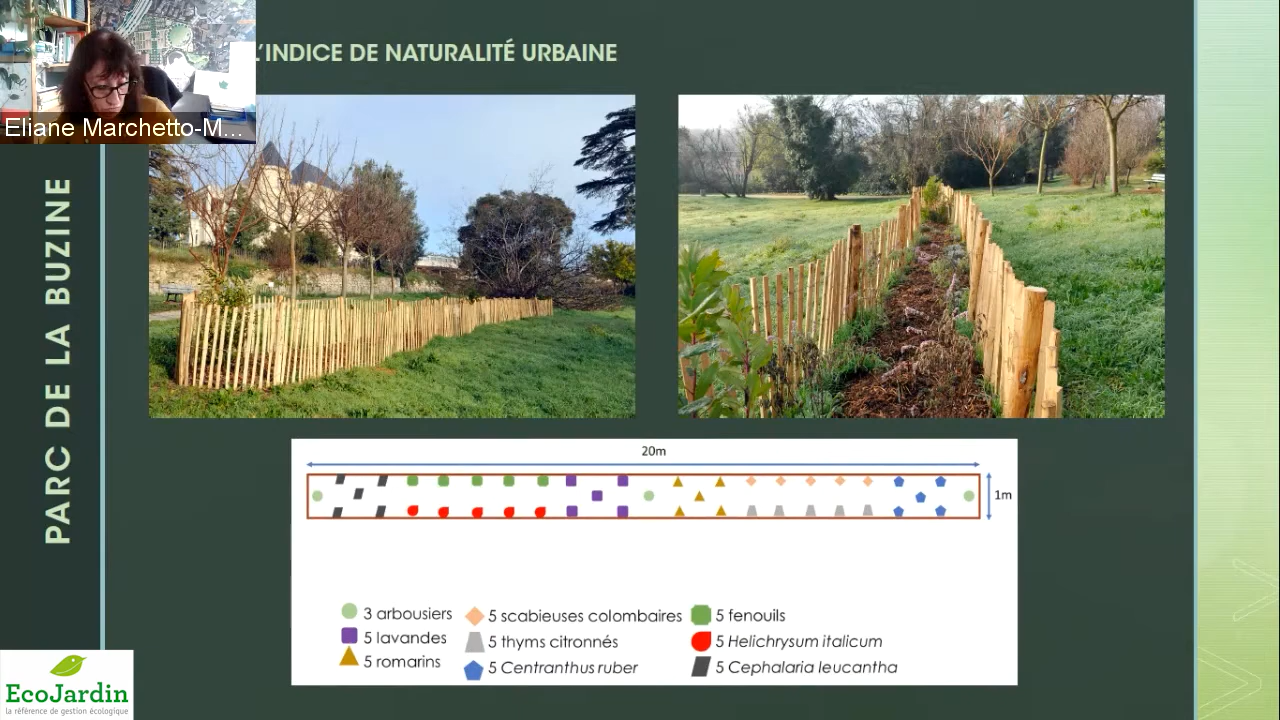 L'INDICE DE NATURALITÉ URBAINE
Eliane Marchetto-M...
PARC DE LA BUZINE
20m
1m
3 arbousiers
5 lavandes
5 romarins
5 scabieuses colombaires
5 thyms citronnés
5 Centranthus ruber
5 fenouils
5 Helichrysum italicum
5 Cephalaria leucantha
EcoJardin
la référence de gestion écologique